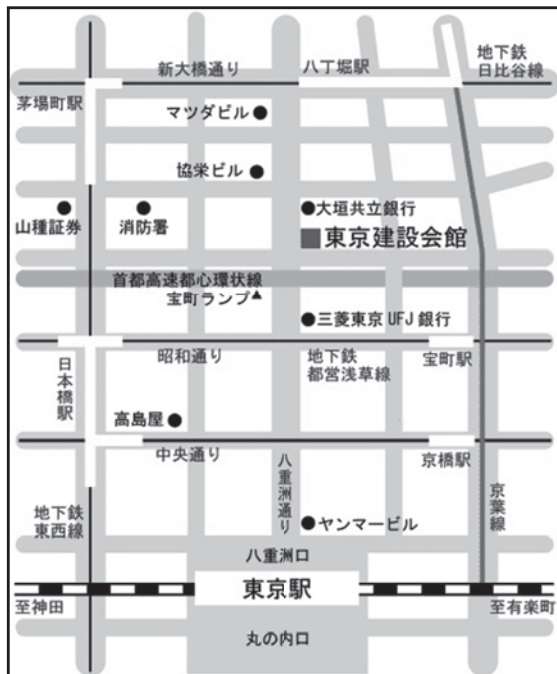 新大橋通り
八丁堀駅
地下鉄
日比谷線
茅場町駅
マツダビル
協栄ビル
山種証券
消防署
大垣共立銀行
東京建設会館
首都高速都心環状線
宝町ランプ
三菱東京UFJ銀行
日本橋駅
昭和通り
地下鉄
都営浅草線
宝町駅
高島屋
中央通り
八重洲通り
京橋駅
地下鉄
東西線
ヤンマービル
京葉線
八重洲口
東京駅
至神田
至有楽町
丸の内口